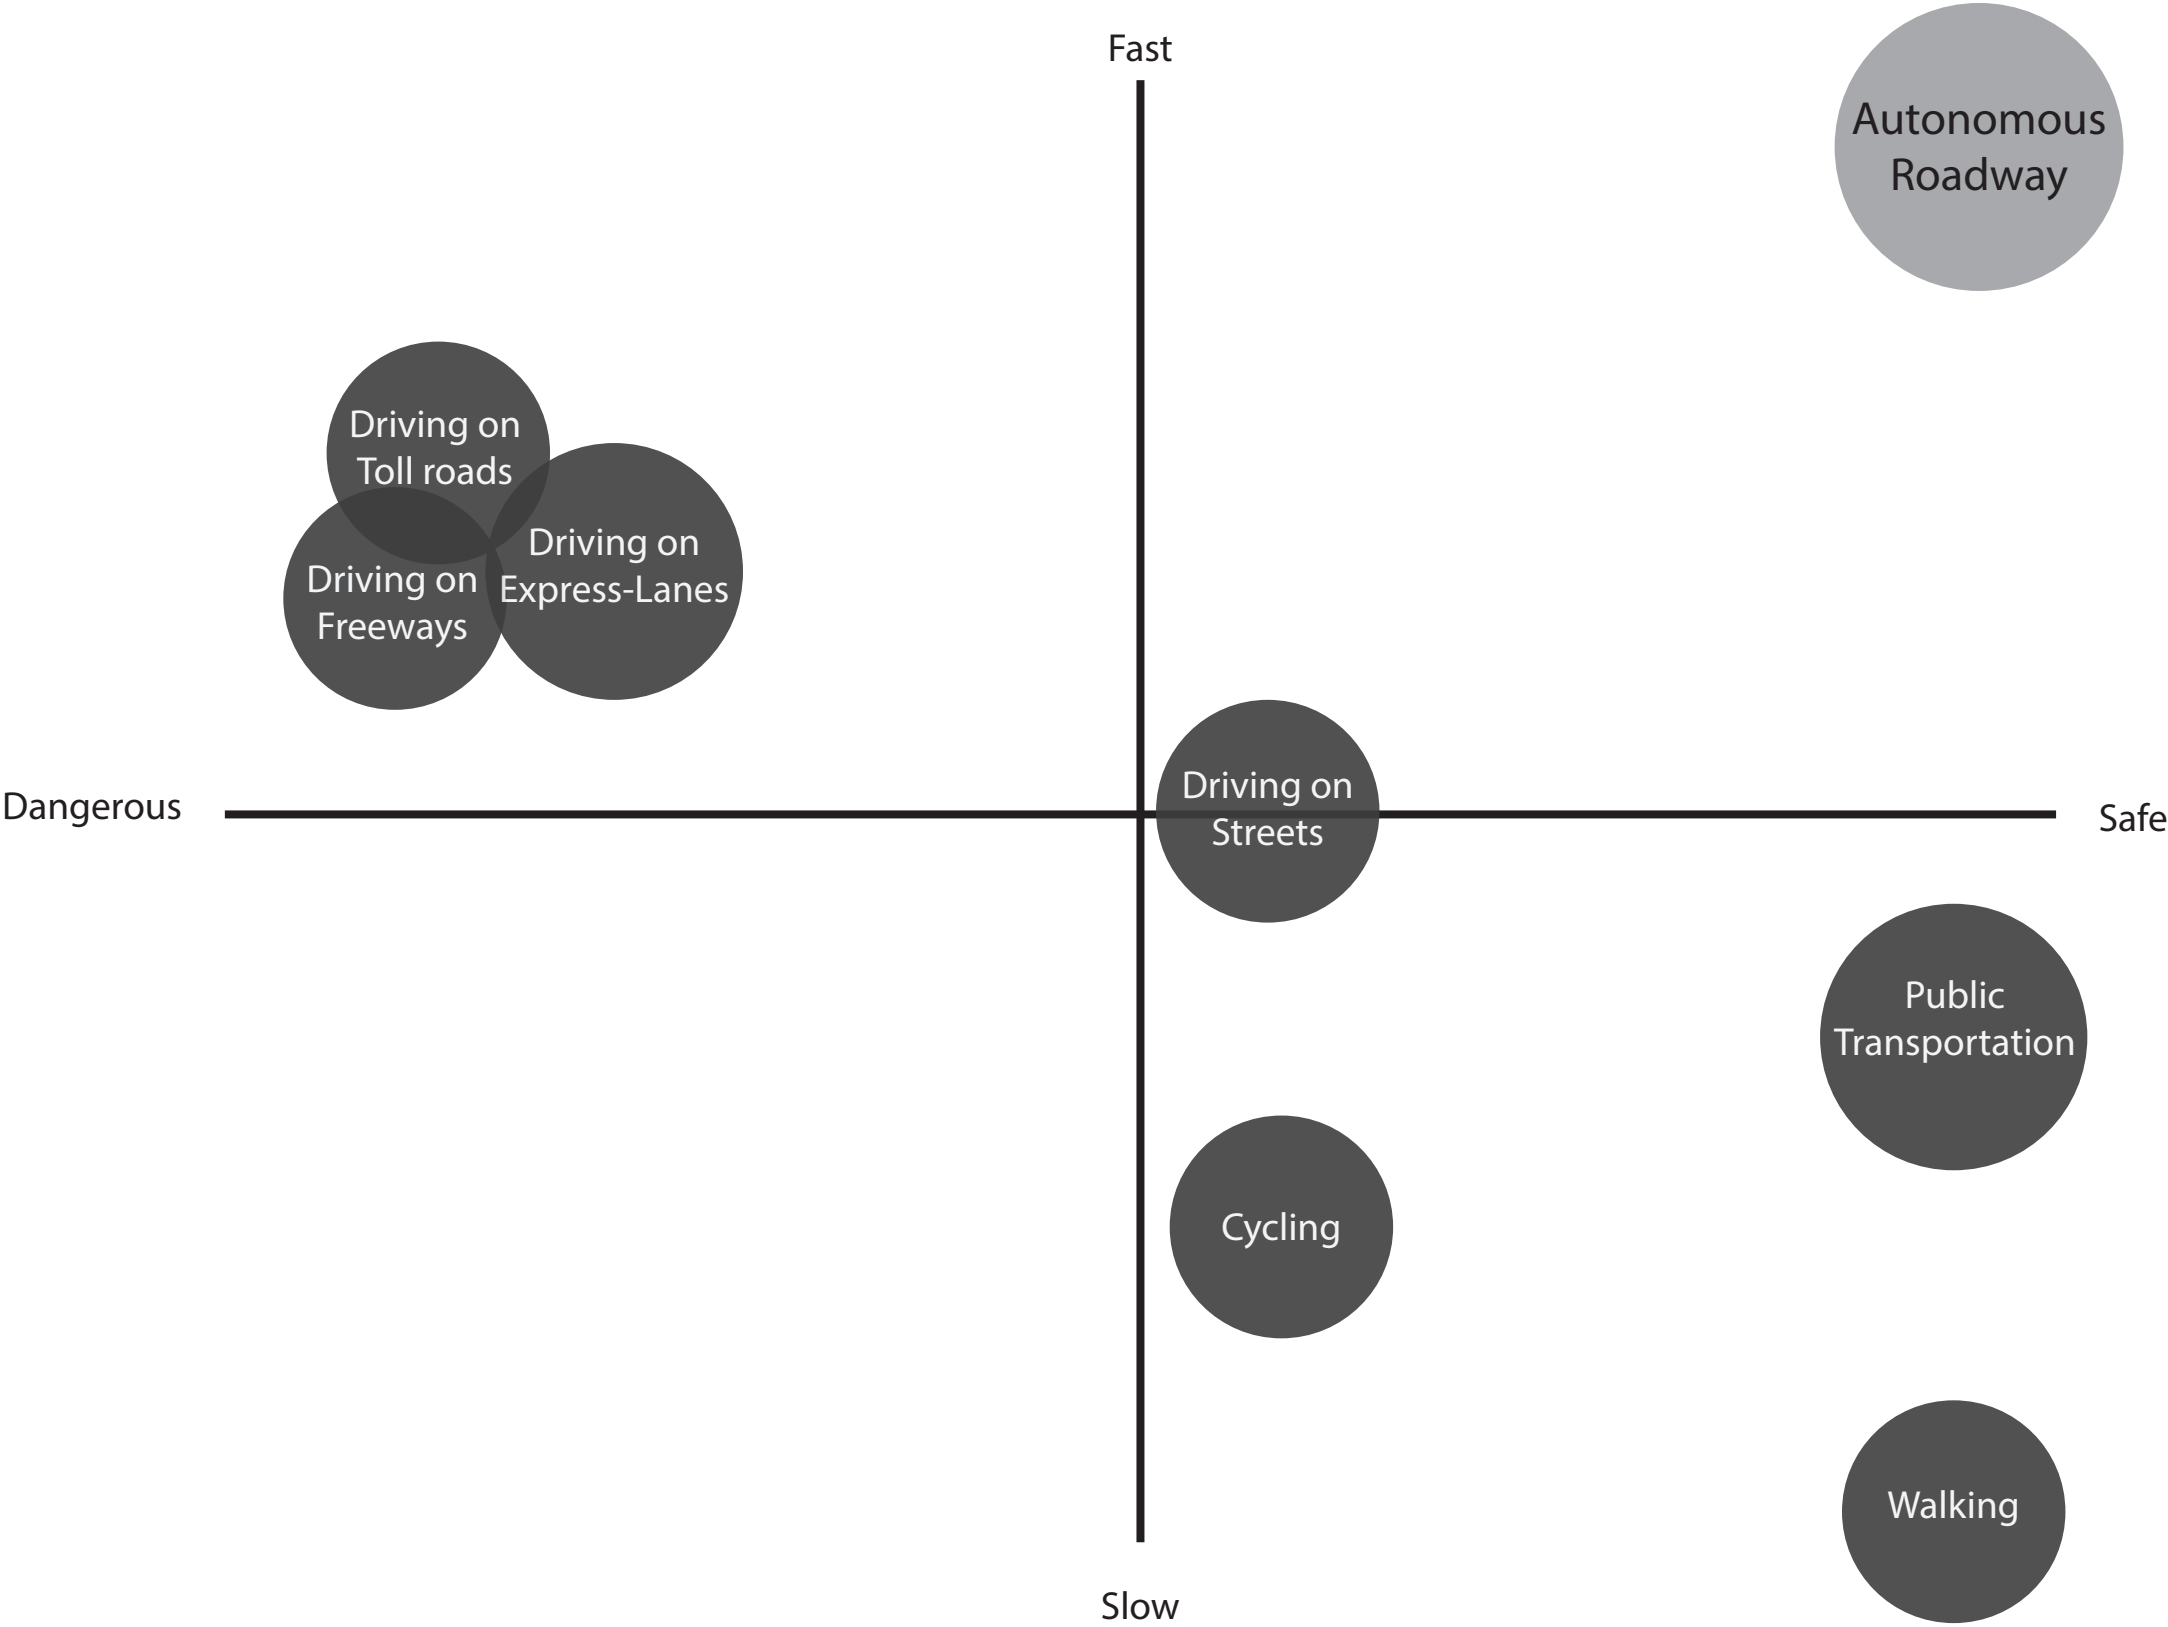 Fast
Autonomous
Roadway
Driving on
Toll roads
Driving on
Express-Lanes
Driving on
Freeways
Driving on
Streets
Dangerous
Safe
Public
Transportation
Cycling
Walking
Slow